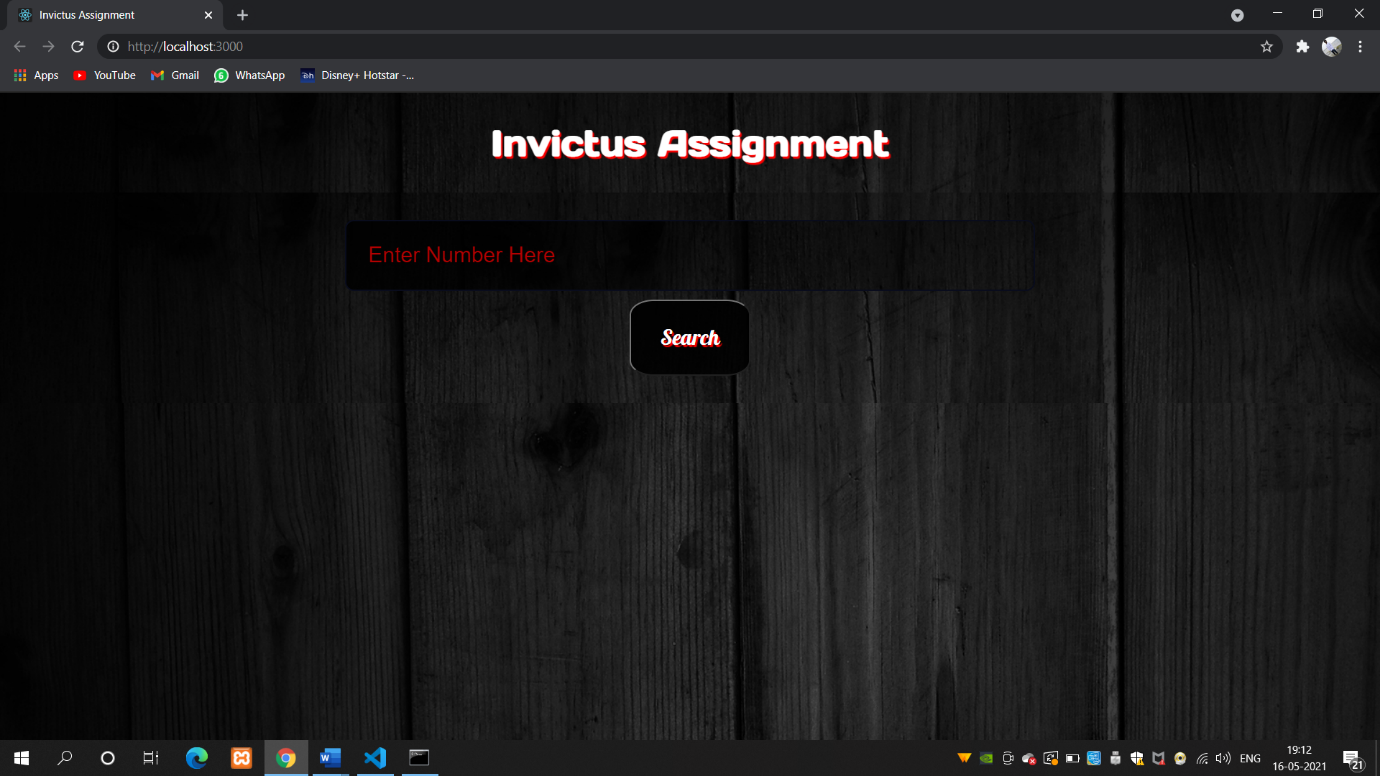 Invictus Assignment
http://localhost:3000
Apps YouTube Gmail WhatsApp Disney+ Hotstar -...
Invictus Assignment
Enter Number Here
Search
19:12
ENG
16-05-2021
21